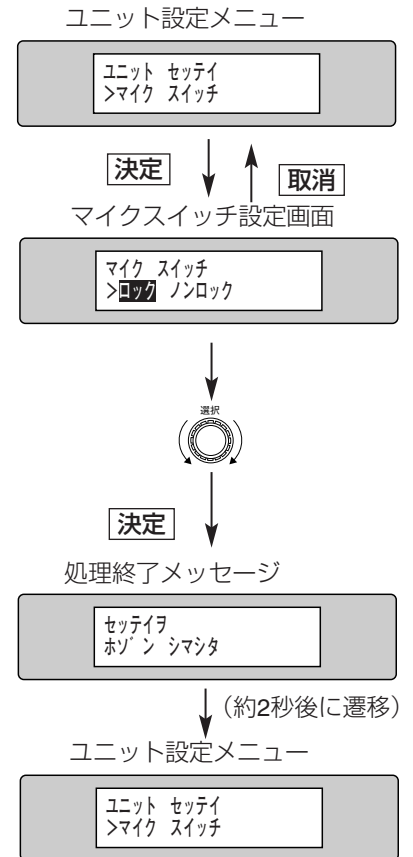 ユニット設定メニュー
ユニット セッテイ
>マイク スイッチ
決定
取消
マイクスイッチ設定画面
マイク スイッチ
>ロック ノンロック
選択
決定
処理終了メッセージ
セッテイヲ
ホゾン シマシタ
（約2秒後に遷移）
ユニット設定メニュー
ユニット セッテイ
>マイク スイッチ